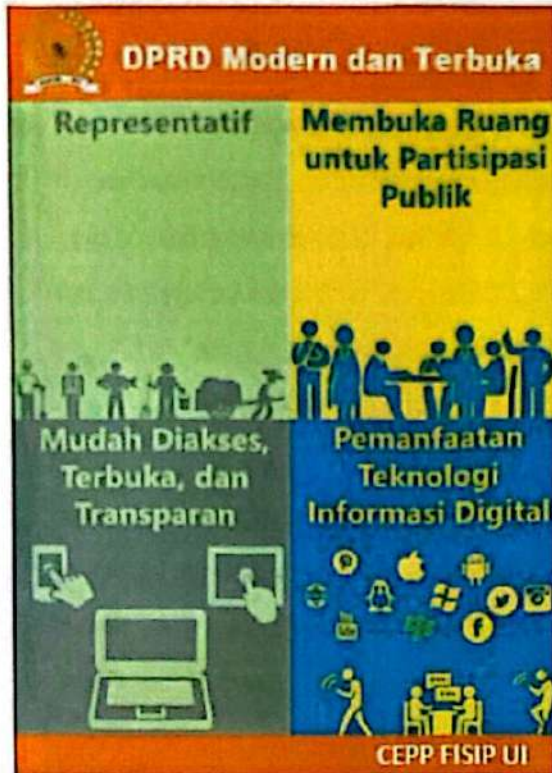 DPRD Modern dan Terbuka
Representatif
Membuka Ruang
untuk Partisipasi
Publik
Mudah Diakses,
Terbuka, dan
Transparan
Pemanfaatan
Teknologi
Informasi Digital
CEPP FISIP UI